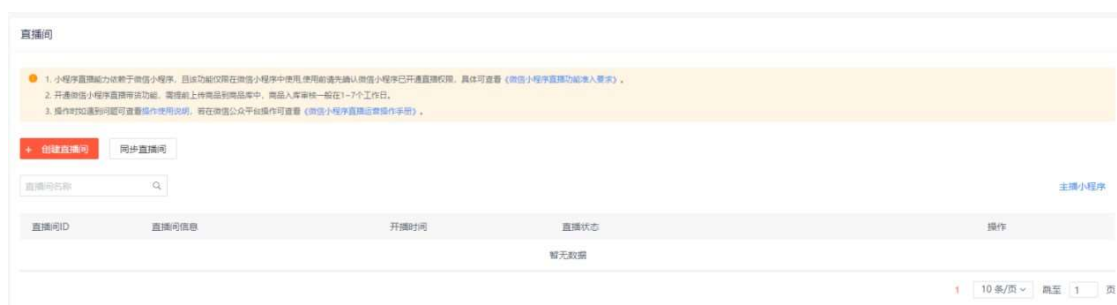 直播间
1. 小程序直播能力依赖于微信小程序，且该功能仅限在微信小程序中使用,使用前请先确认微信小程序已开通直播权限，具体可查看《微信小程序直播功能准入要求》。
2. 开通微信小程序直播带货功能，需提前上传商品到商品库中，商品入库审核一般在1-7个工作日。
3. 操作时如遇到问题可查看操作使用说明，若在微信公众平台操作可查看《微信小程序直播运营操作手册》。
+ 创建直播间 同步直播间
直播间名称 主播小程序
直播间ID 直播间信息 开播时间 直播状态 操作
暂无数据
1 10 条/页 跳至 1 页